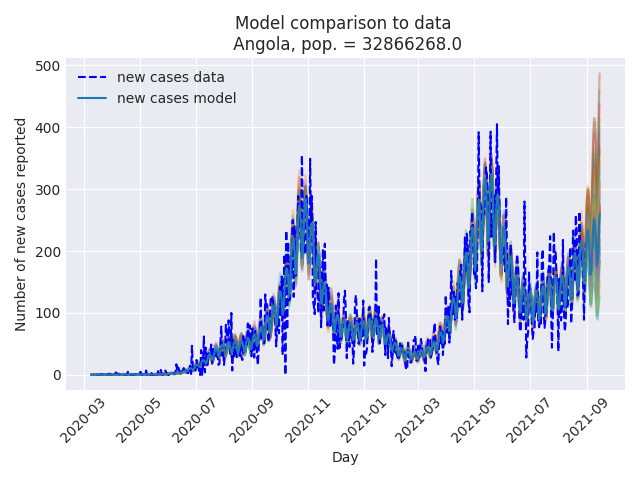 Model comparison to data
Angola, pop. = 32866268.0
new cases data
new cases model
Number of new cases reported
500
400
300
200
100
0
2020-03
2020-05
2020-07
2020-09
2020-11
2021-01
2021-03
2021-05
2021-07
2021-09
Day